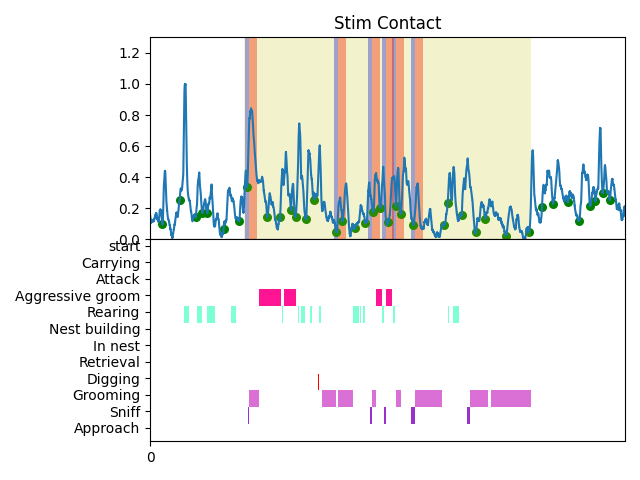 Stim Contact
1.2
1.0
0.8
0.6
0.4
0.2
0.0
start
Carrying
Attack
Aggressive groom
Rearing
Nest building
In nest
Retrieval
Digging
Grooming
Sniff
Approach
0